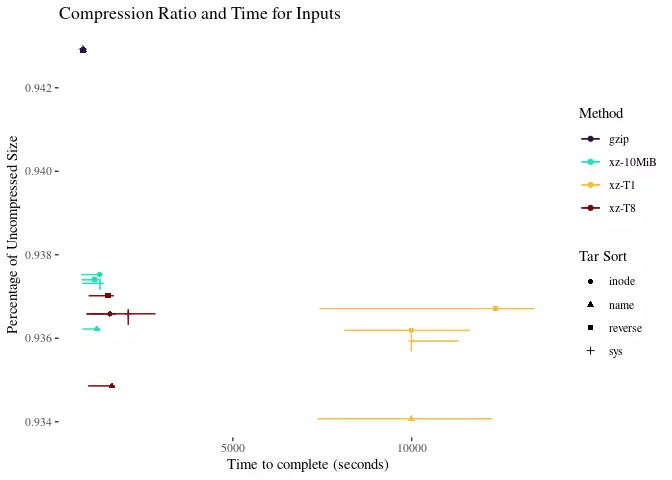 Compression Ratio and Time for Inputs
Percentage of Uncompressed Size
0.942
0.940
0.938
0.936
0.934
5000
10000
Time to complete (seconds)
Method
gzip
xz-10MiB
xz-T1
xz-T8
Tar Sort
inode
name
reverse
sys